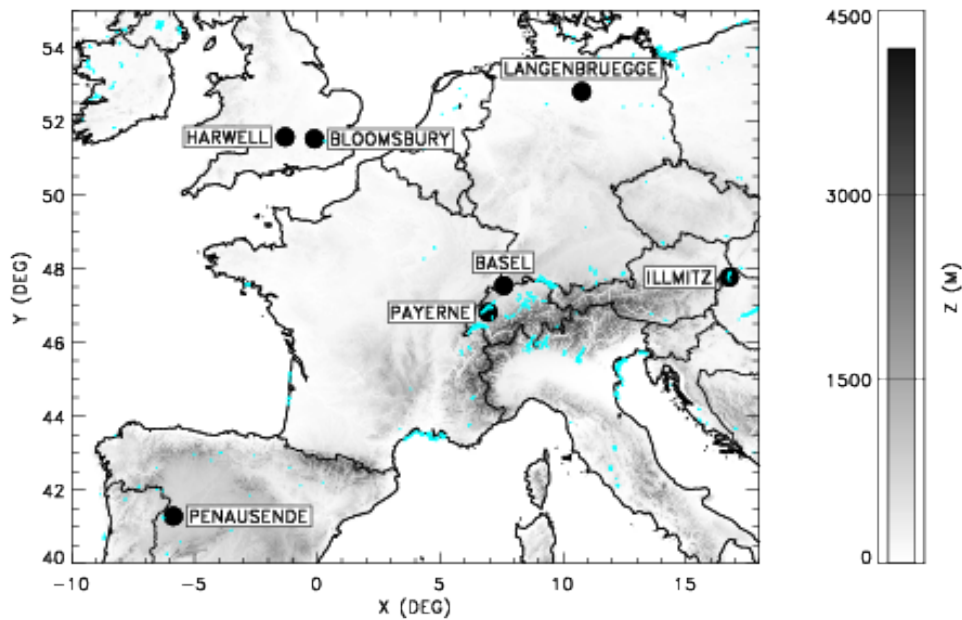 54
52
50
48
46
44
42
40
Y (DEG)
LANGENBRUEGGE
HARWELL
BLOOMSBURY
BASEL
ILLMITZ
PAYERNE
PENAUSENDE
-10
-5
0
5
10
15
X (DEG)
4500
3000
1500
0
Z (M)